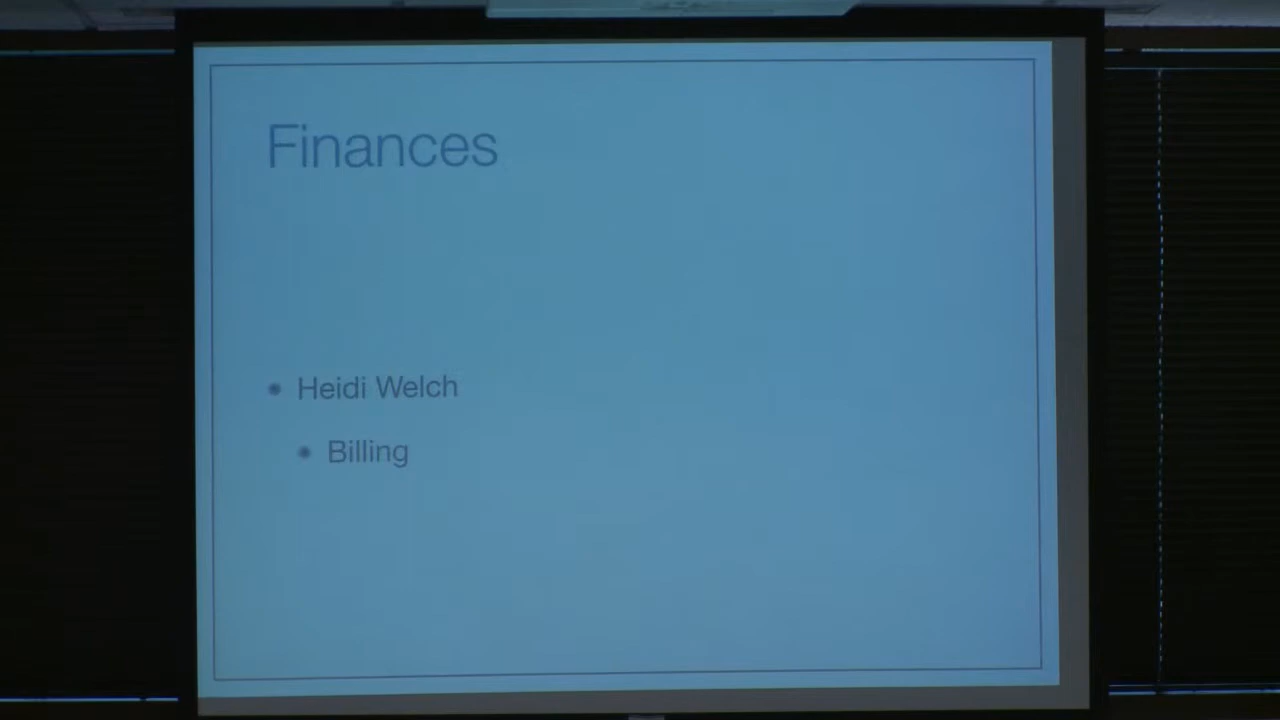 Finances
• Heidi Welch
• Billing